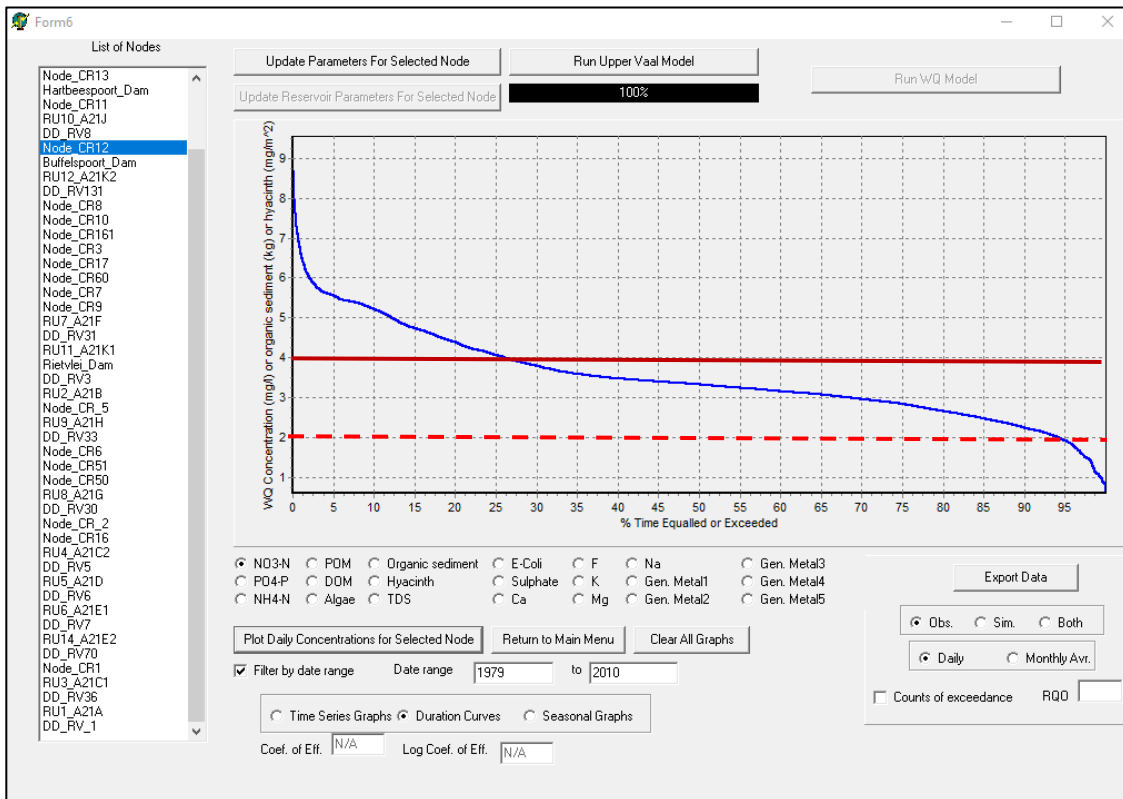 Form6
List of Nodes
Node_CR13
Hartbeespoort_Dam
Node_CR11
RU10_A21J
DD_RV8
Node_CR12
Buffelspoort_Dam
RU12_A21K2
DD_RV131
Node_CR8
Node_CR10
Node_CR161
Node_CR3
Node_CR17
Node_CR60
Node_CR7
Node_CR9
RU7_A21F
DD_RV31
RU11_A21K1
Rietvlei_Dam
DD_RV3
RU2_A21B
Node_CR_5
RU9_A21H
DD_RV33
Node_CR6
Node_CR51
Node_CR50
RU8_A21G
DD_RV30
Node_CR_2
Node_CR16
RU4_A21C2
DD_RV5
RU5_A21D
DD_RV6
RU6_A21E1
DD_RV7
RU14_A21E2
DD_RV70
Node_CR1
RU3_A21C1
DD_RV36
RU1_A21A
DD_RV_1
Update Parameters For Selected Node
Run Upper Vaal Model
Run WQ Model
Update Reservoir Parameters For Selected Node
100%
WQ Concentration (mg/l) or organic sediment (kg) or hyacinth (mg/m^2)
9
8
7
6
5
4
3
2
1
0 5 10 15 20 25 30 35 40 45 50 55 60 65 70 75 80 85 90 95
% Time Equalled or Exceeded
NO3-N POM Organic sediment E-Coli F Na Gen. Metal3
PO4-P DOM Hyacinth Sulphate K Gen. Metal1 Gen. Metal4
NH4-N Algae TDS Ca Mg Gen. Metal2 Gen. Metal5
Export Data
Obs. Sim. Both
Daily Monthly Avr.
Counts of exceedance RQO
Plot Daily Concentrations for Selected Node Return to Main Menu Clear All Graphs
Filter by date range Date range 1979 to 2010
Time Series Graphs Duration Curves Seasonal Graphs
Coef. of Eff. N/A Log Coef. of Eff. N/A